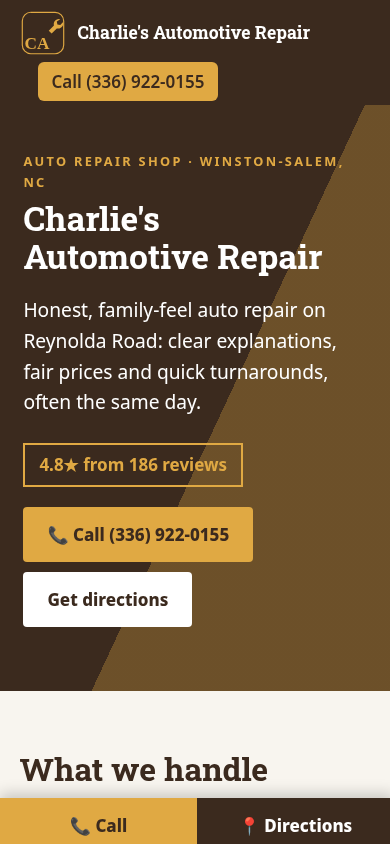 CA
Charlie's Automotive Repair
Call (336) 922-0155
AUTO REPAIR SHOP · WINSTON-SALEM,
NC
Charlie's
Automotive Repair
Honest, family-feel auto repair on
Reynolda Road: clear explanations,
fair prices and quick turnarounds,
often the same day.
4.8★ from 186 reviews
📞 Call (336) 922-0155
Get directions
What we handle
📞 Call
📍 Directions